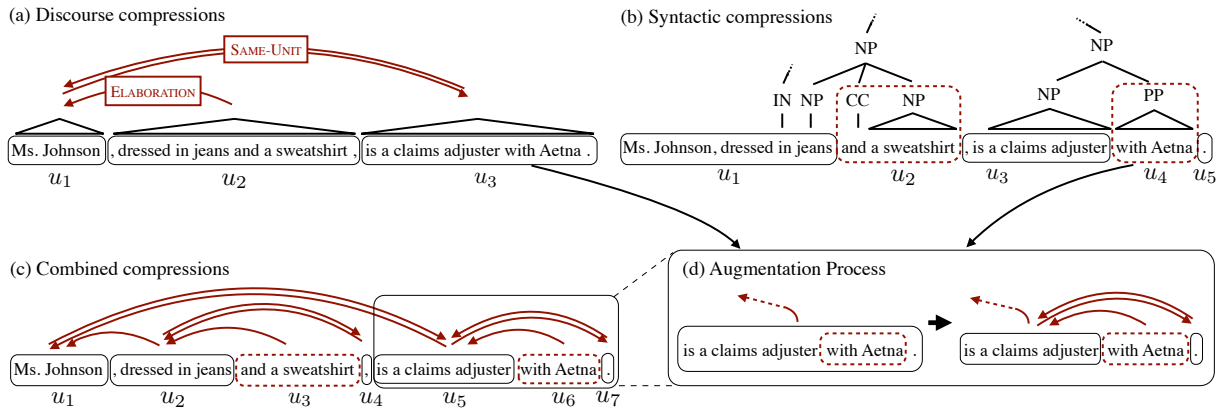 (a) Discourse compressions
SAME-UNIT
ELABORATION
Ms. Johnson , dressed in jeans and a sweatshirt , is a claims adjuster with Aetna .
u1 u2 u3
(b) Syntactic compressions
NP NP
IN NP CC NP NP PP
Ms. Johnson, dressed in jeans and a sweatshirt , is a claims adjuster with Aetna .
u1 u2 u3 u4 u5
(c) Combined compressions
Ms. Johnson , dressed in jeans and a sweatshirt , is a claims adjuster with Aetna .
u1 u2 u3 u4 u5 u6 u7
(d) Augmentation Process
is a claims adjuster with Aetna . is a claims adjuster with Aetna .